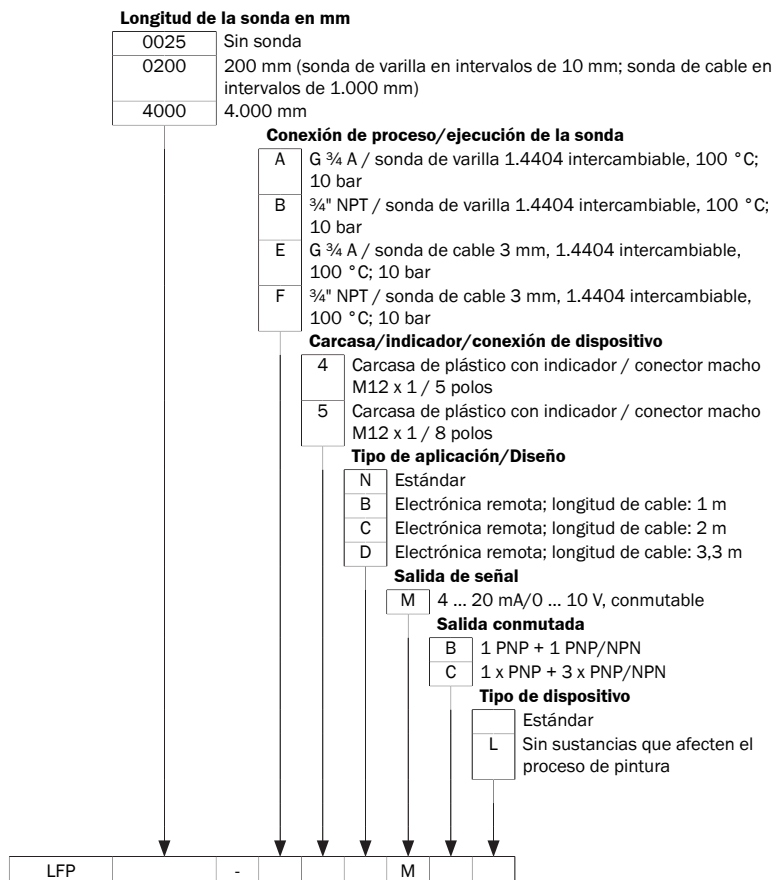 Longitud de la sonda en mm
0025 Sin sonda
0200 200 mm (sonda de varilla en intervalos de 10 mm; sonda de cable en
intervalos de 1.000 mm)
4000 4.000 mm
Conexión de proceso/ejecución de la sonda
A G ¾ A / sonda de varilla 1.4404 intercambiable, 100 °C;
10 bar
B ¾" NPT / sonda de varilla 1.4404 intercambiable, 100 °C;
10 bar
E G ¾ A / sonda de cable 3 mm, 1.4404 intercambiable,
100 °C; 10 bar
F ¾" NPT / sonda de cable 3 mm, 1.4404 intercambiable,
100 °C; 10 bar
Carcasa/indicador/conexión de dispositivo
4 Carcasa de plástico con indicador / conector macho
M12 x 1 / 5 polos
5 Carcasa de plástico con indicador / conector macho
M12 x 1 / 8 polos
Tipo de aplicación/Diseño
N Estándar
B Electrónica remota; longitud de cable: 1 m
C Electrónica remota; longitud de cable: 2 m
D Electrónica remota; longitud de cable: 3,3 m
Salida de señal
M 4 ... 20 mA/0 ... 10 V, conmutable
Salida conmutada
B 1 PNP + 1 PNP/NPN
C 1 x PNP + 3 x PNP/NPN
Tipo de dispositivo
Estándar
L Sin sustancias que afecten el
proceso de pintura
LFP - M